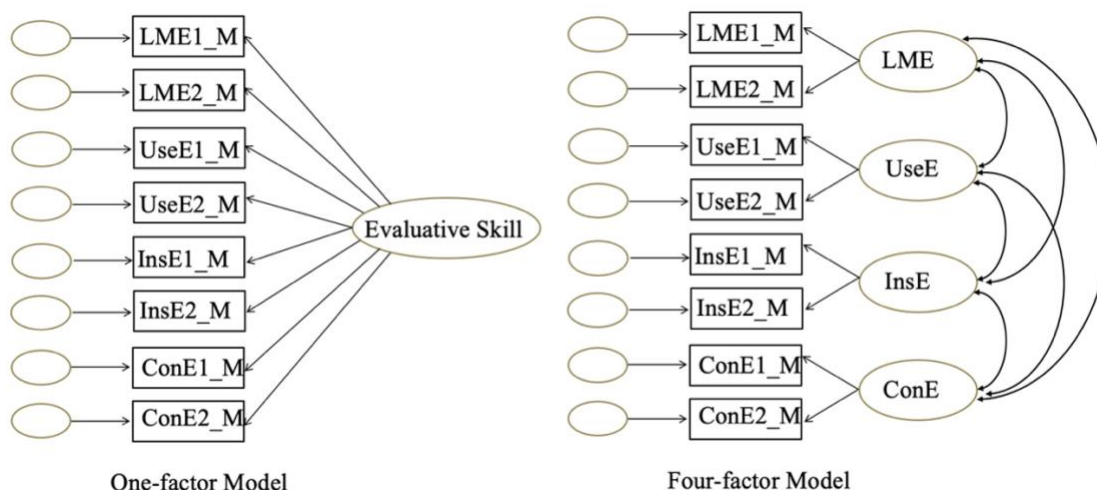 LME1_M
LME2_M
UseE1_M
UseE2_M
InsE1_M
InsE2_M
ConE1_M
ConE2_M
Evaluative Skill
One-factor Model
LME1_M
LME2_M
UseE1_M
UseE2_M
InsE1_M
InsE2_M
ConE1_M
ConE2_M
LME
UseE
InsE
ConE
Four-factor Model